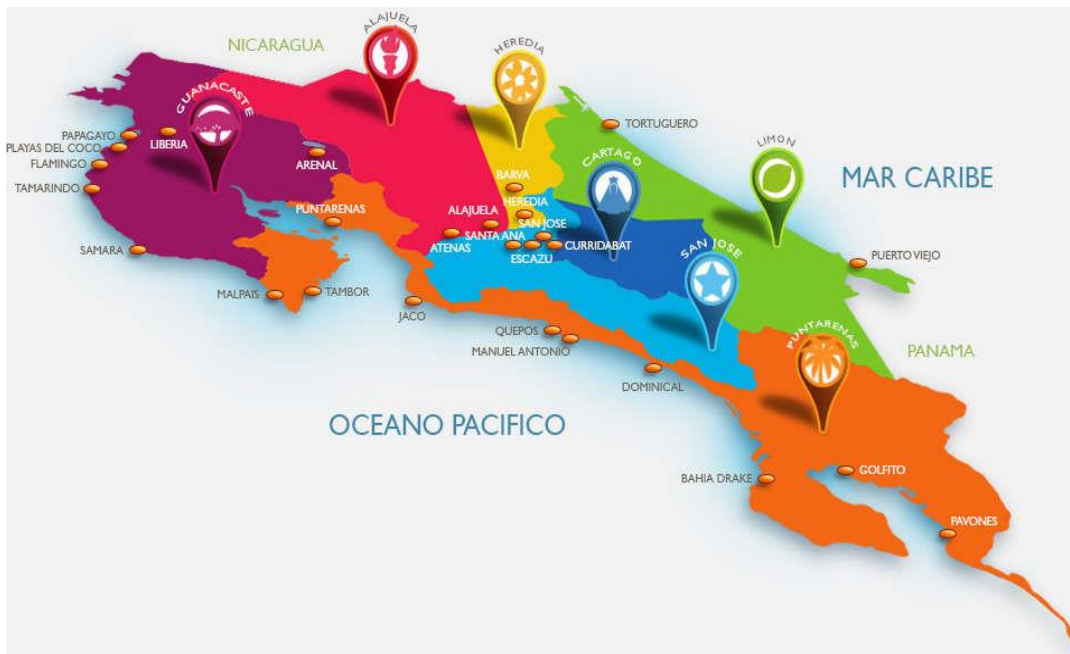 ALAJUELA
NICARAGUA
HEREDIA
GUANACASTE
PAPAGAYO
LIBERIA
PLAYAS DEL COCO
FLAMINGO
TAMARINDO
ARENAL
TORTUGUERO
CARTAGO
LIMON
MAR CARIBE
BARVA
HEREDIA
PUNTARENAS
ALAJUELA
SAN JOSE
SANTA ANA
ATENAS
ESCAZU
CURRIDABAT
SAN JOSE
SAMARA
PUERTO VIEJO
MALPAIS
TAMBOR
JACO
QUEPOS
MANUEL ANTONIO
PUNTARENAS
PANAMA
DOMINICAL
OCEANO PACIFICO
BAHIA DRAKE
GOLFITO
PAVONES